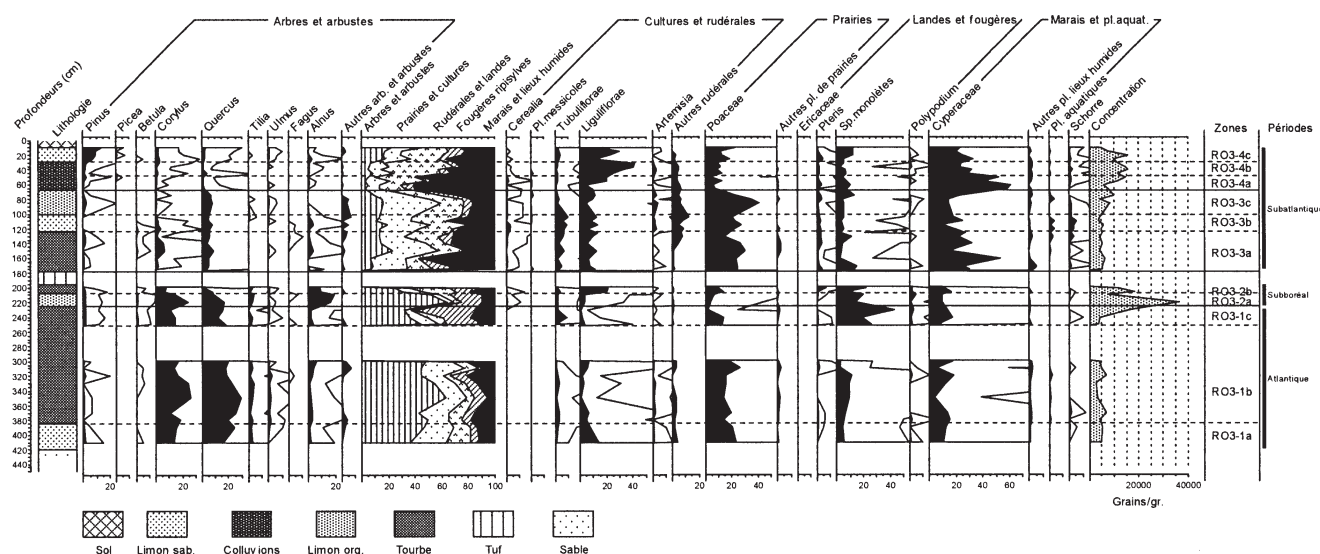 Arbres et arbustes
Cultures et rudérales
Prairies
Landes et fougères
Marais et pl.aquat.
Profondeurs (cm)
Lithologie
Pinus
Picea
Betula
Corylus
Quercus
Tilia
Ulmus
Fagus
Alnus
Autres arb. et arbustes
Arbres et arbustes
Prairies et cultures
Rudérales et landes
Fougères ripisylves
Marais et lieux humides
Cerealia
Pl.messicoles
Tubuliflorae
Liguliflorae
Artemisia
Autres rudérales
Poaceae
Autres pl. de prairies
Ericaceae
Pteris
Sp.monolètes
Polypodium
Cyperaceae
Autres pl. lieux humides
Pl. aquatiques
Schorre
Concentration
Zones
Périodes
0
20
40
60
80
100
120
140
160
180
200
220
240
260
280
300
320
340
360
380
400
420
440
RO3-4c
RO3-4b
RO3-4a
RO3-3c
RO3-3b
RO3-3a
RO3-2b
RO3-2a
RO3-1c
RO3-1b
RO3-1a
Subatlantique
Subboréal
Atlantique
20 20 20 20 20 40 60 80 100 20 20 40 20 20 40 20 40 20 20 40 60 20 20000 40000
Grains/gr.
Sol Limon sab. Colluvions Limon org. Tourbe Tuf Sable